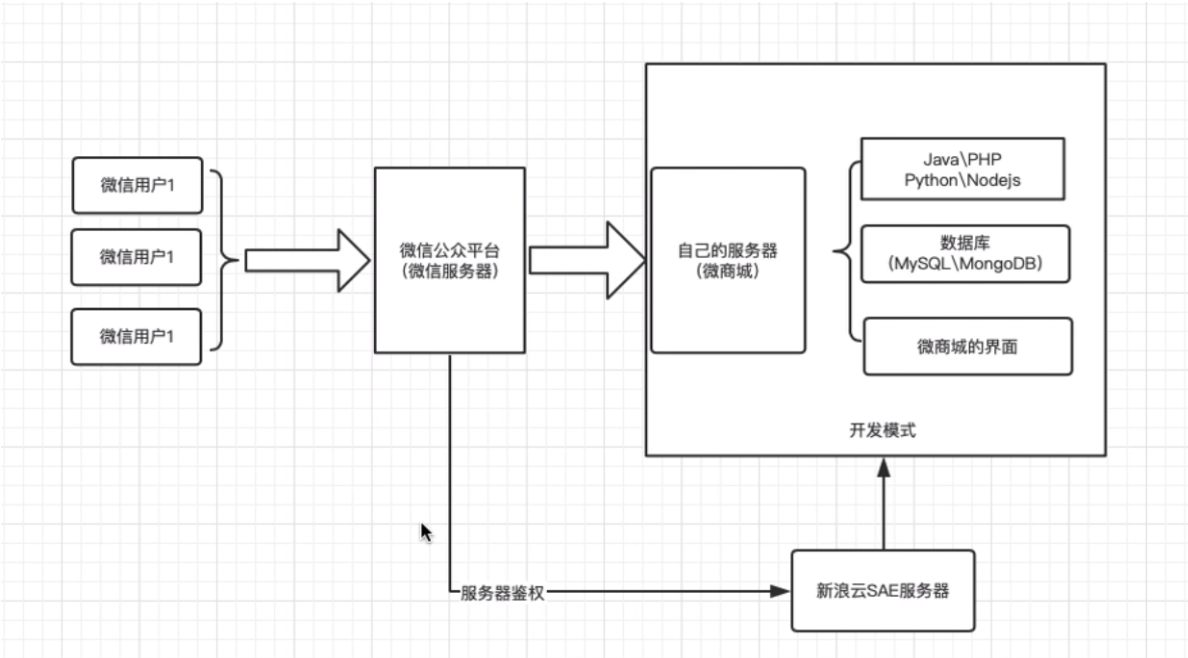 微信用户1
微信用户1
微信用户1
微信公众平台
（微信服务器）
自己的服务器
（微商城）
Java\PHP
Python\Nodejs
数据库
（MySQL\MongoDB）
微商城的界面
开发模式
服务器鉴权
新浪云SAE服务器